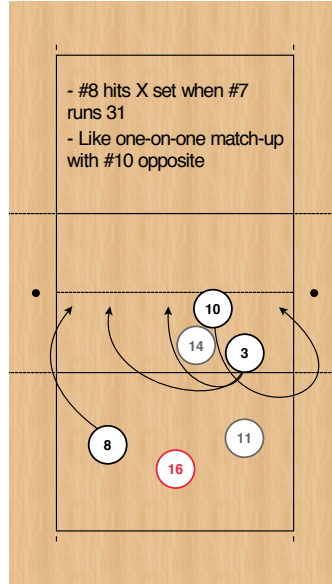 - #8 hits X set when #7
runs 31
- Like one-on-one match-up
with #10 opposite
10
14
3
11
8
16